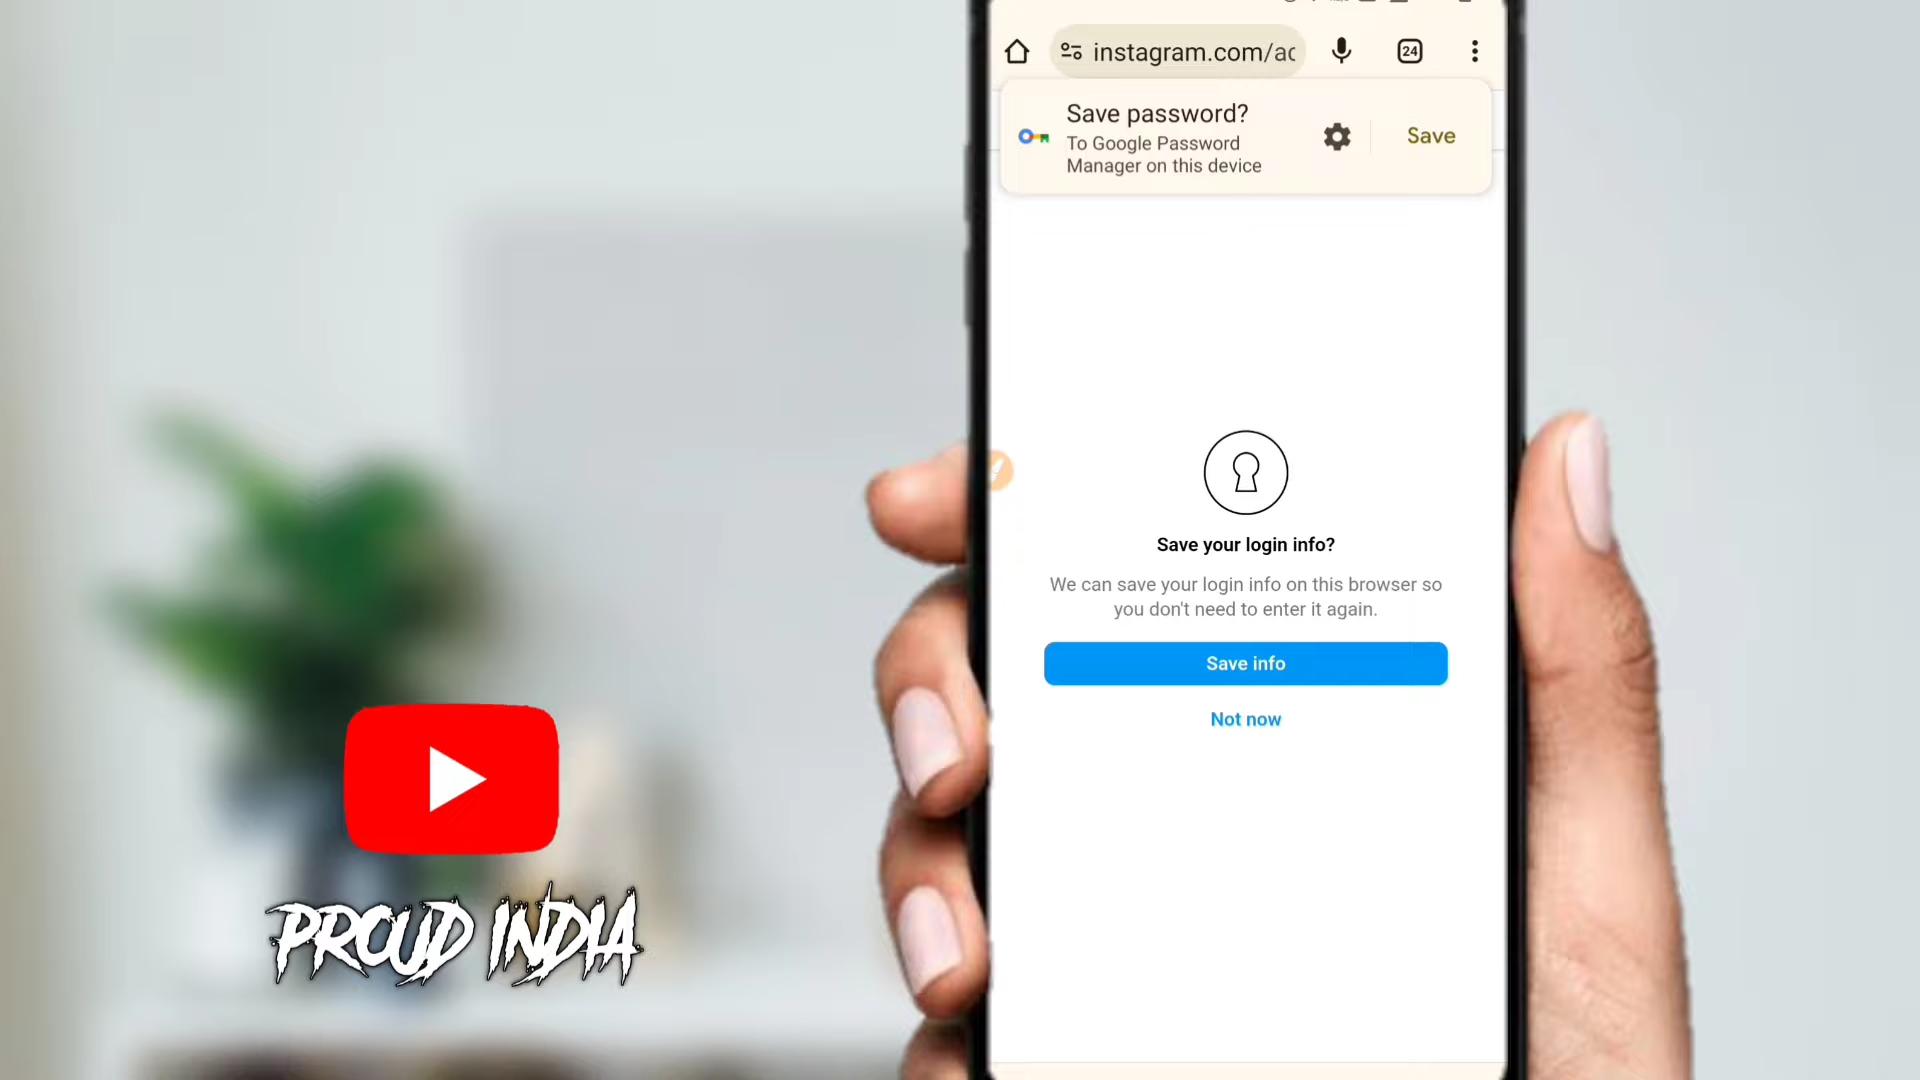 instagram.com/ac
24
Save password?
To Google Password
Manager on this device
Save
Save your login info?
We can save your login info on this browser so
you don't need to enter it again.
Save info
Not now
PROUD INDIA